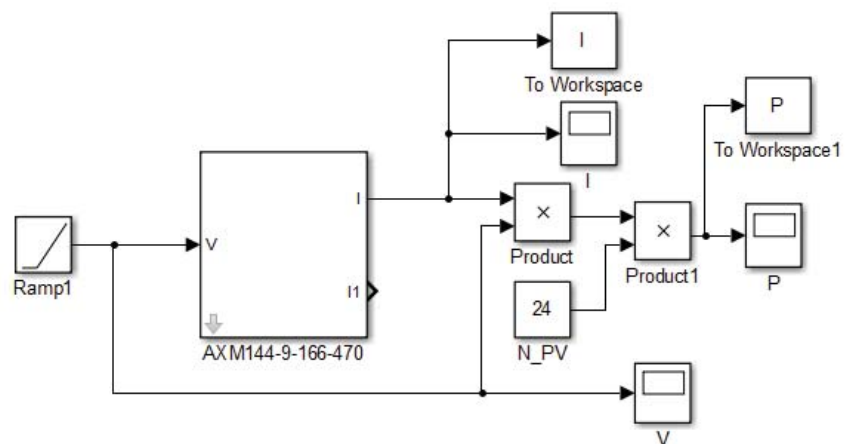 I
To Workspace
P
To Workspace1
I
I
V
×
Product
×
Product1
P
Ramp1
I1
24
N_PV
AXM144-9-166-470
V